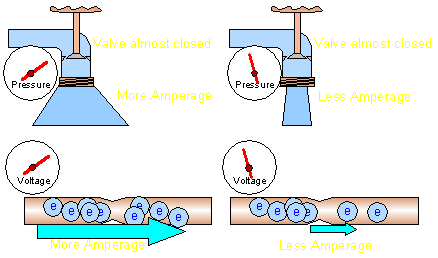 Valve almost closed
Valve almost closed
Pressure
Pressure
More Amperage
Less Amperage
Voltage
Voltage
e e e e e e e
e e e e e e
More Amperage
Less Amperage